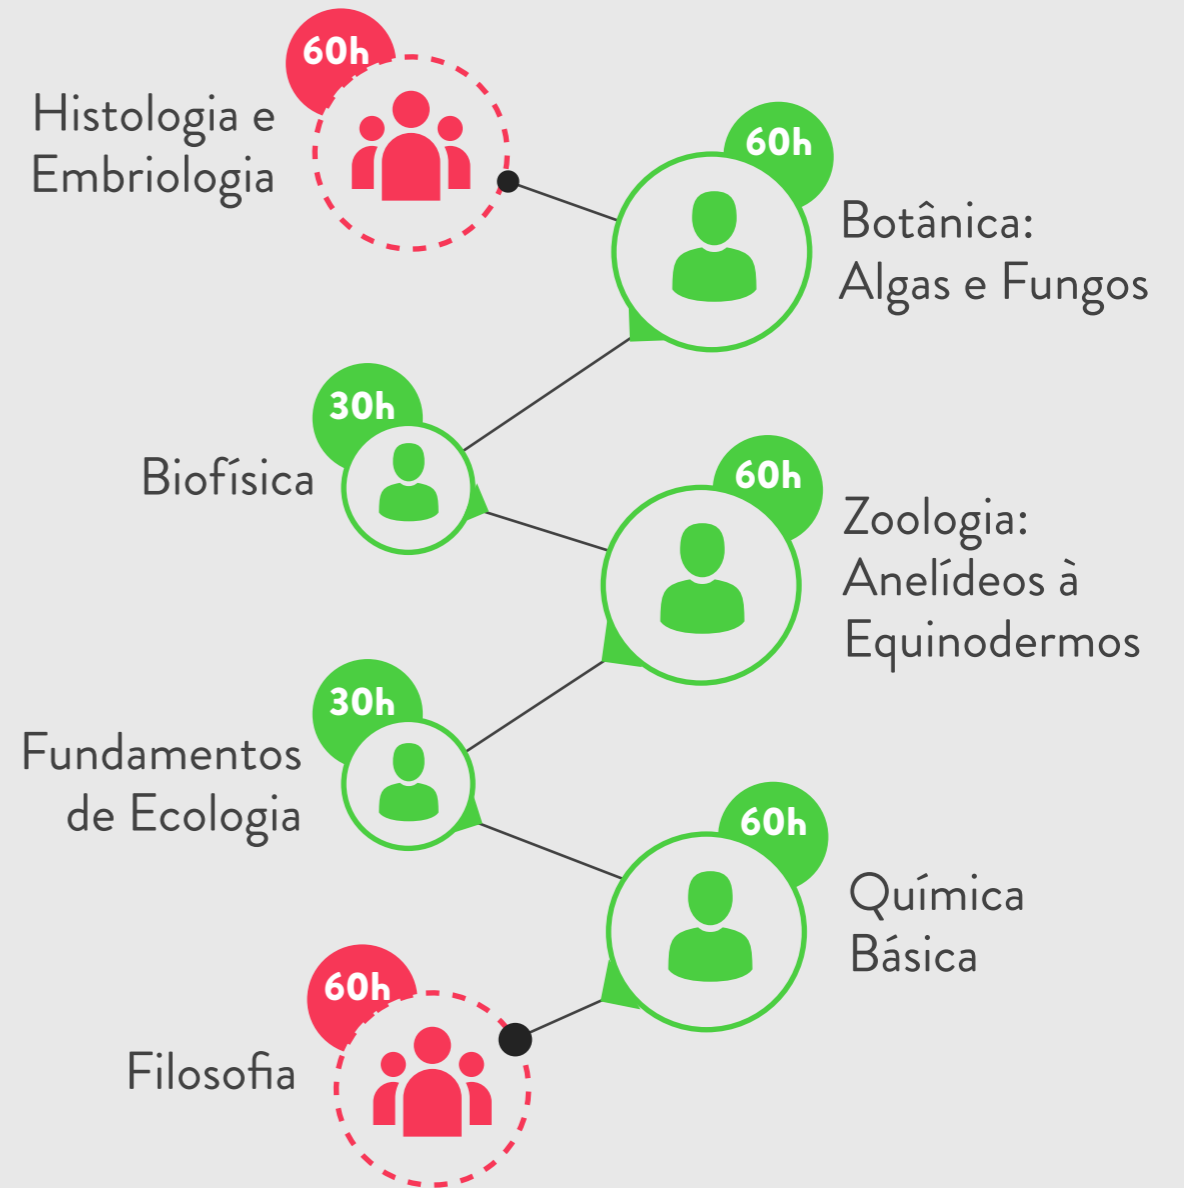 60h
Histologia e
Embriologia
60h
Botânica:
Algas e Fungos
30h
Biofísica
60h
Zoologia:
Anelídeos à
Equinodermos
30h
Fundamentos
de Ecologia
60h
Química
Básica
60h
Filosofia